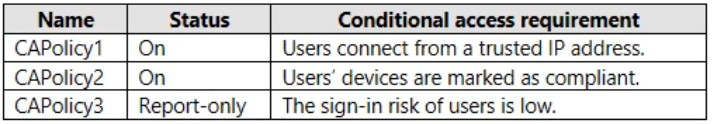 Name Status Conditional access requirement
CAPolicy1 On Users connect from a trusted IP address.
CAPolicy2 On Users' devices are marked as compliant.
CAPolicy3 Report-only The sign-in risk of users is low.